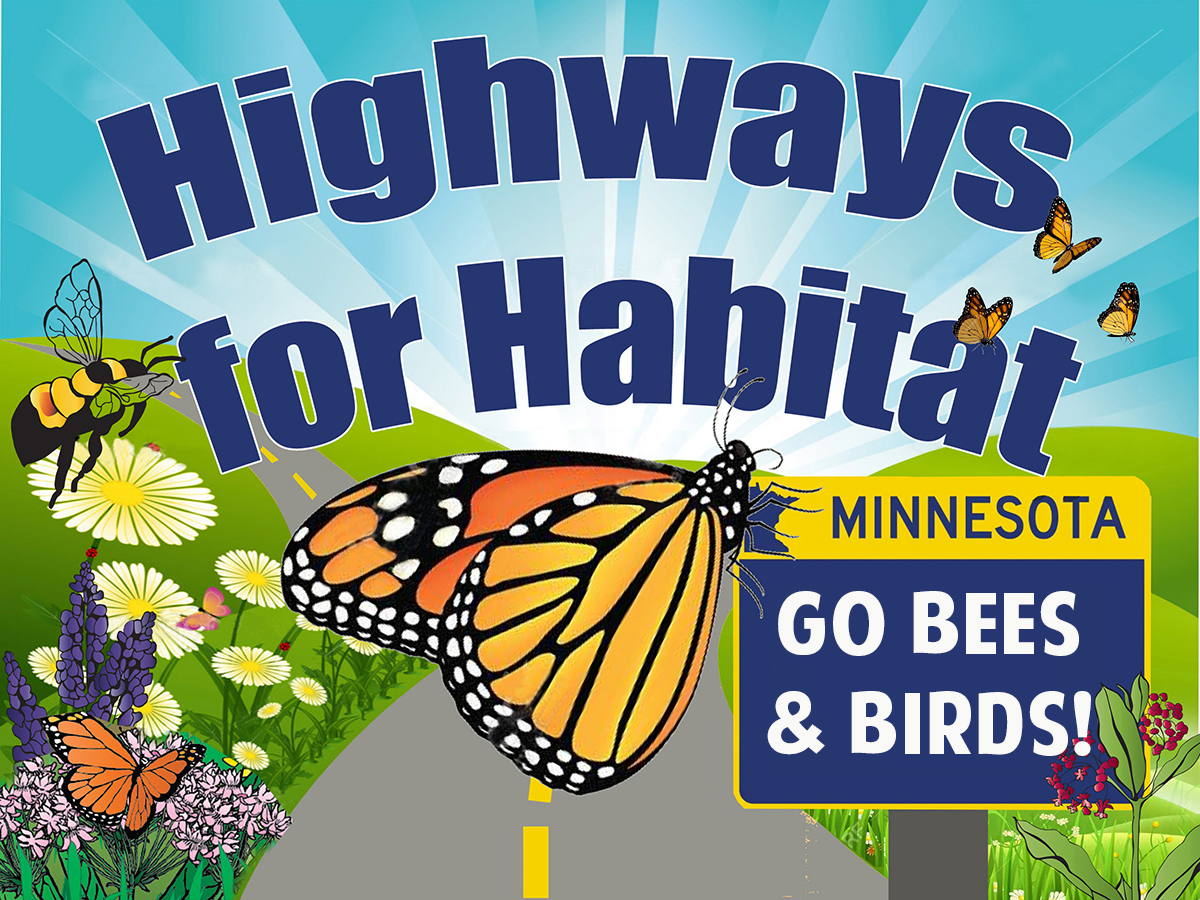 Highways
for Habitat
MINNESOTA
GO BEES
& BIRDS!